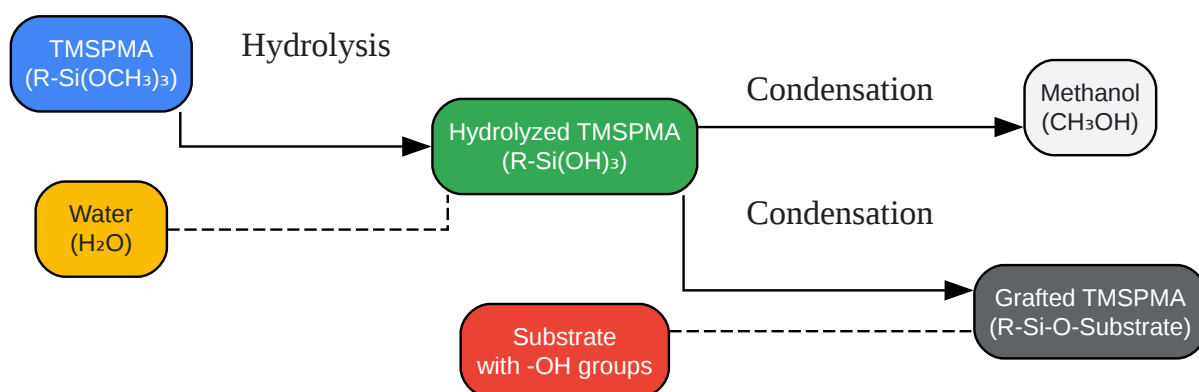 TMSPMA
(R-Si(OCH₃)₃)
Hydrolysis
Condensation
Methanol
(CH₃OH)
Hydrolyzed TMSPMA
(R-Si(OH)₃)
Water
(H₂O)
Condensation
Grafted TMSPMA
(R-Si-O-Substrate)
Substrate
with -OH groups